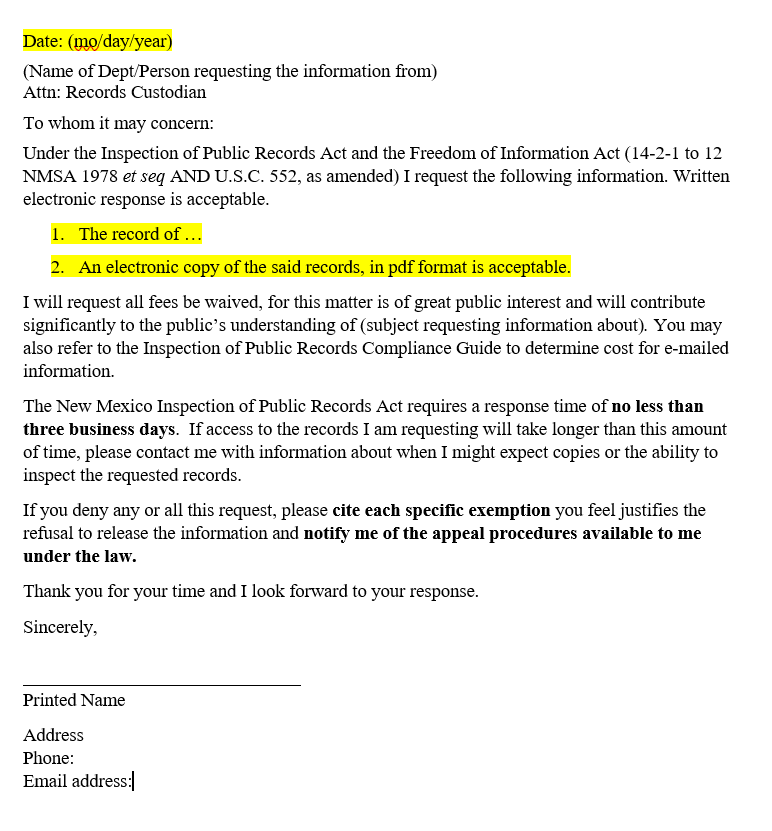 Date: (mo/day/year)
(Name of Dept/Person requesting the information from)
Attn: Records Custodian
To whom it may concern:
Under the Inspection of Public Records Act and the Freedom of Information Act (14-2-1 to 12
NMSA 1978 et seq AND U.S.C. 552, as amended) I request the following information. Written
electronic response is acceptable.
1. The record of …
2. An electronic copy of the said records, in pdf format is acceptable.
I will request all fees be waived, for this matter is of great public interest and will contribute
significantly to the public’s understanding of (subject requesting information about). You may
also refer to the Inspection of Public Records Compliance Guide to determine cost for e-mailed
information.
The New Mexico Inspection of Public Records Act requires a response time of no less than
three business days.  If access to the records I am requesting will take longer than this amount
of time, please contact me with information about when I might expect copies or the ability to
inspect the requested records.
If you deny any or all this request, please cite each specific exemption you feel justifies the
refusal to release the information and notify me of the appeal procedures available to me
under the law.
Thank you for your time and I look forward to your response.
Sincerely,
Printed Name
Address
Phone:
Email address: